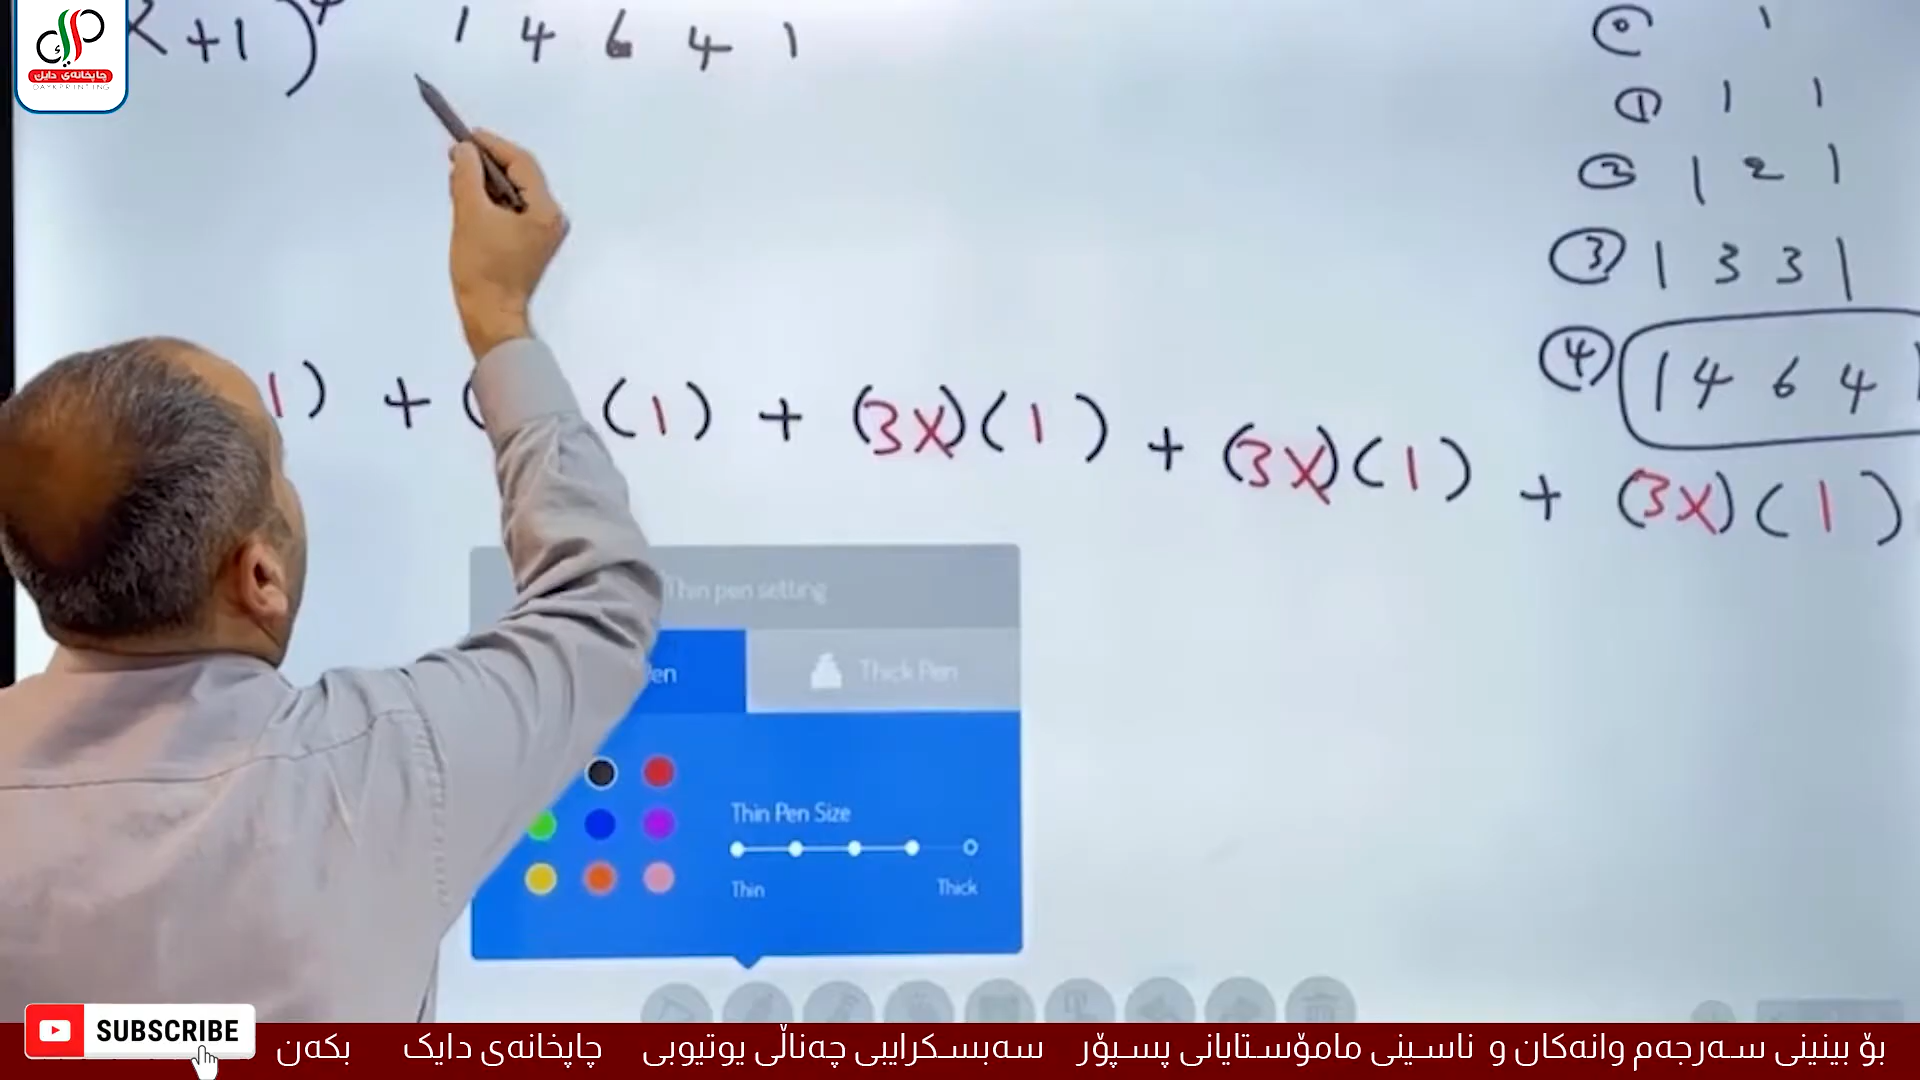 چاپخانەی دایک
DAYK PRINTING
+1)⁴ 1 4 6 4 1
⓪ 1
① 1 1
② 1 2 1
③ 1 3 3 1
④ 1 4 6 4
1) + ( (1) + (3x)(1) + (3x)(1) + (3x)(1)
Thin pen setting
Thick Pen
Thin Pen Size
Thin Thick
SUBSCRIBE
بۆ بینینی سەرجەم وانەکان و ناسینی مامۆستایانی پسپۆر سەبسکرایبی چەناڵی یوتیوبی چاپخانەی دایک بکەن